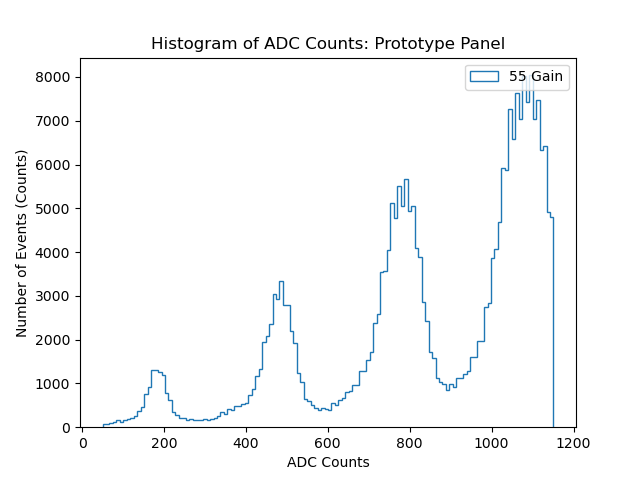 Histogram of ADC Counts: Prototype Panel
55 Gain
Number of Events (Counts)
8000
7000
6000
5000
4000
3000
2000
1000
0
0 200 400 600 800 1000 1200
ADC Counts